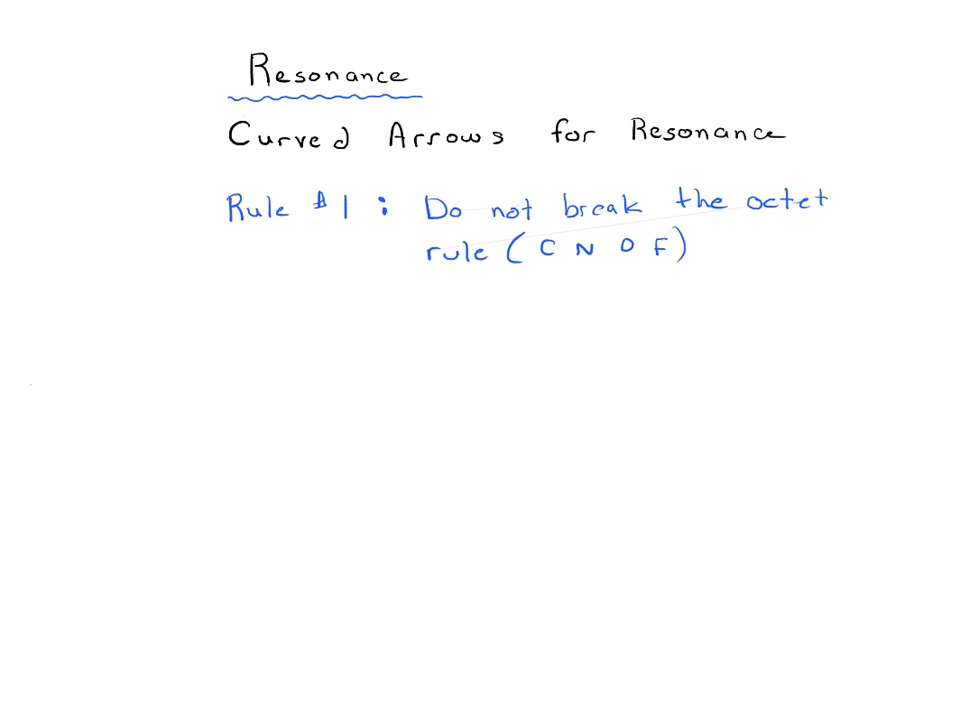 Resonance
Curved Arrows for Resonance
Rule #1: Do not break the octet
rule (C N O F)